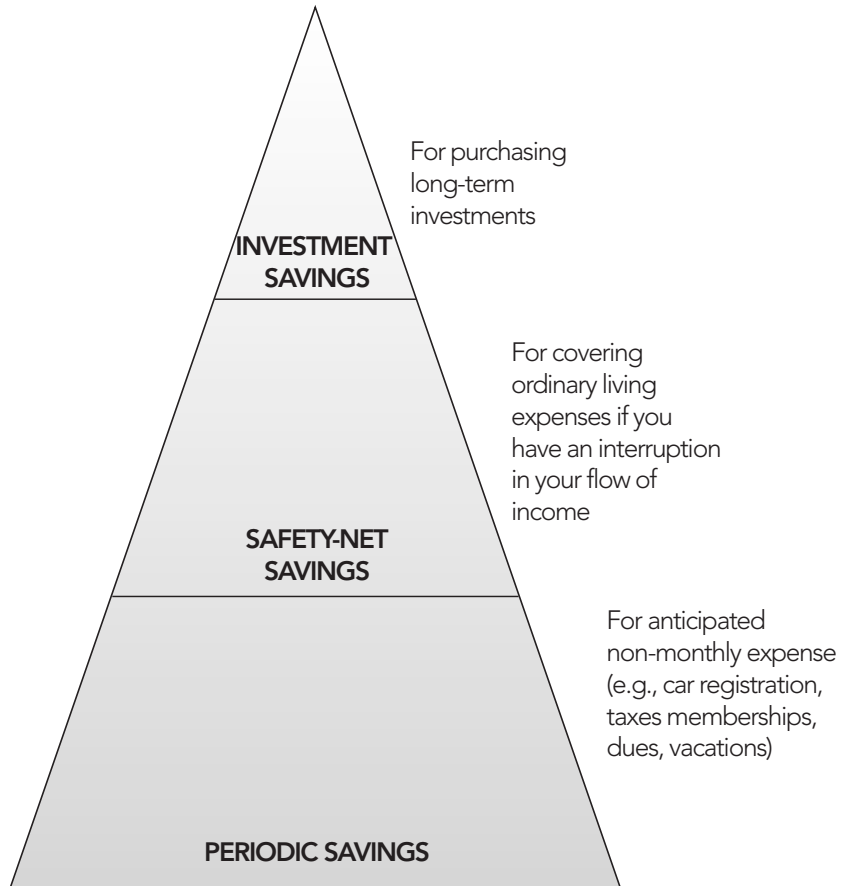 For purchasing
long-term
investments
INVESTMENT
SAVINGS
For covering
ordinary living
expenses if you
have an interruption
in your flow of
income
SAFETY-NET
SAVINGS
For anticipated
non-monthly expense
(e.g., car registration,
taxes memberships,
dues, vacations)
PERIODIC SAVINGS